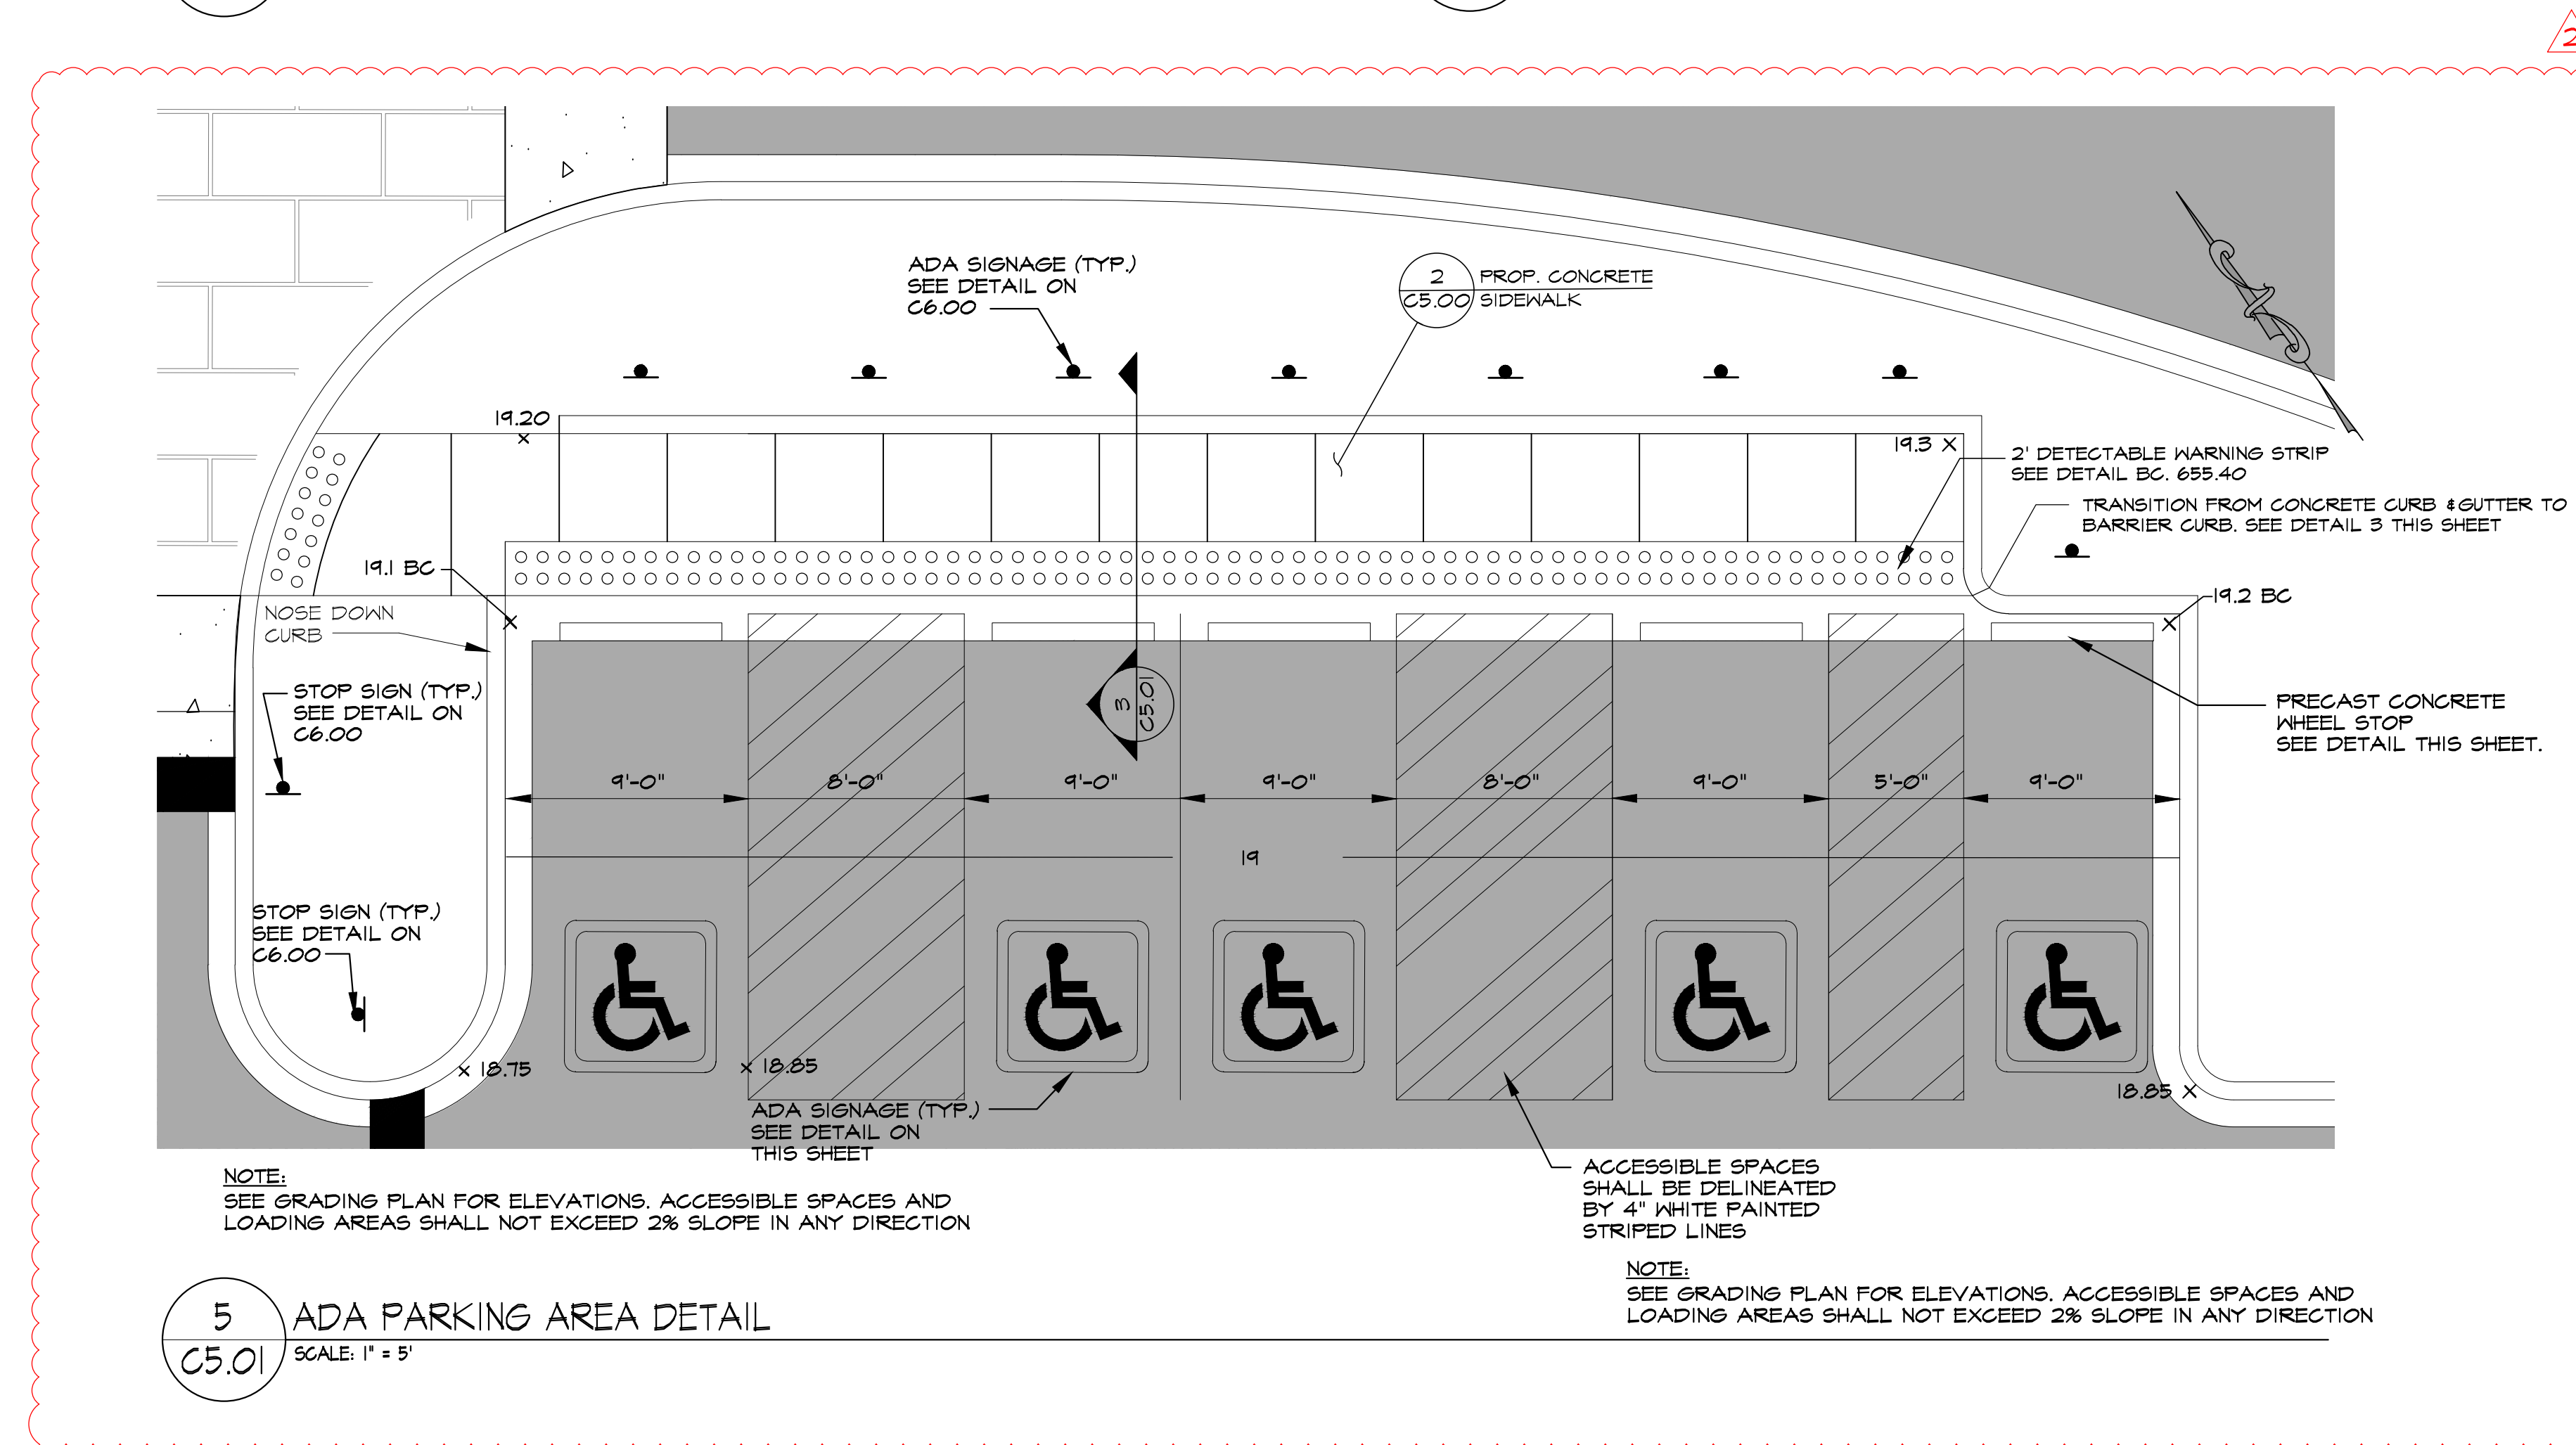 2
ADA SIGNAGE (TYP.)
SEE DETAIL ON
C6.00
2
C5.00
PROP. CONCRETE
SIDEWALK
19.20
19.3
2' DETECTABLE WARNING STRIP
SEE DETAIL BC. 655.40
TRANSITION FROM CONCRETE CURB & GUTTER TO
BARRIER CURB. SEE DETAIL 3 THIS SHEET
19.1 BC
19.2 BC
NOSE DOWN
CURB
STOP SIGN (TYP.)
SEE DETAIL ON
C6.00
3
C5.01
PRECAST CONCRETE
WHEEL STOP
SEE DETAIL THIS SHEET.
9'-0" 8'-0" 9'-0" 9'-0" 8'-0" 9'-0" 5'-0" 9'-0"
19
STOP SIGN (TYP.)
SEE DETAIL ON
C6.00
18.75
18.85
18.85
ADA SIGNAGE (TYP.)
SEE DETAIL ON
THIS SHEET
ACCESSIBLE SPACES
SHALL BE DELINEATED
BY 4" WHITE PAINTED
STRIPED LINES
NOTE:
SEE GRADING PLAN FOR ELEVATIONS. ACCESSIBLE SPACES AND
LOADING AREAS SHALL NOT EXCEED 2% SLOPE IN ANY DIRECTION
NOTE:
SEE GRADING PLAN FOR ELEVATIONS. ACCESSIBLE SPACES AND
LOADING AREAS SHALL NOT EXCEED 2% SLOPE IN ANY DIRECTION
5
C5.01
ADA PARKING AREA DETAIL
SCALE: 1" = 5'